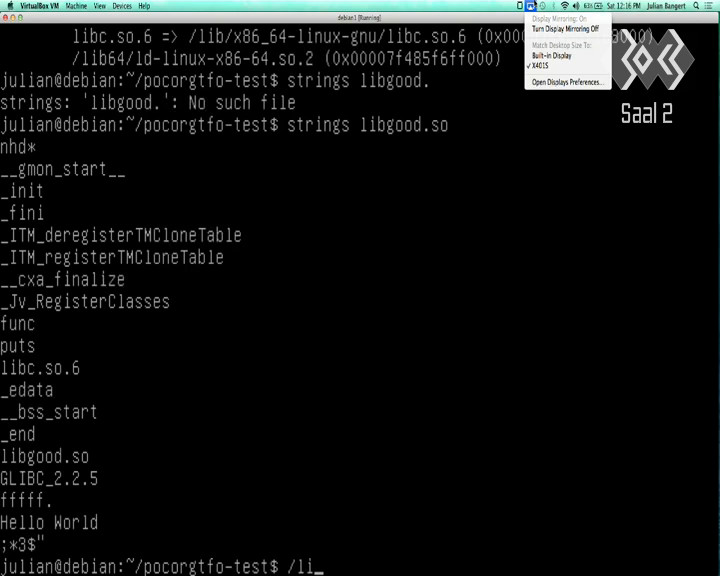 VirtualBox VM Machine View Devices Help
63% Sat 12:16 PM Julian Bangert
debian1 [Running]
Display Mirroring: On
Turn Display Mirroring Off
Match Desktop Size To:
Built-in Display
✓ X401S
Open Displays Preferences...
Saal 2
libc.so.6 => /lib/x86_64-linux-gnu/libc.so.6
/lib64/ld-linux-x86-64.so.2 (0x00007f485f6ff000)
julian@debian:~/pocorgtfo-test$ strings libgood.
strings: 'libgood.': No such file
julian@debian:~/pocorgtfo-test$ strings libgood.so
nhd*
__gmon_start__
_init
_fini
_ITM_deregisterTMCloneTable
_ITM_registerTMCloneTable
__cxa_finalize
_Jv_RegisterClasses
func
puts
libc.so.6
_edata
__bss_start
_end
libgood.so
GLIBC_2.2.5
fffff.
Hello World
;*3$"
julian@debian:~/pocorgtfo-test$ /li_